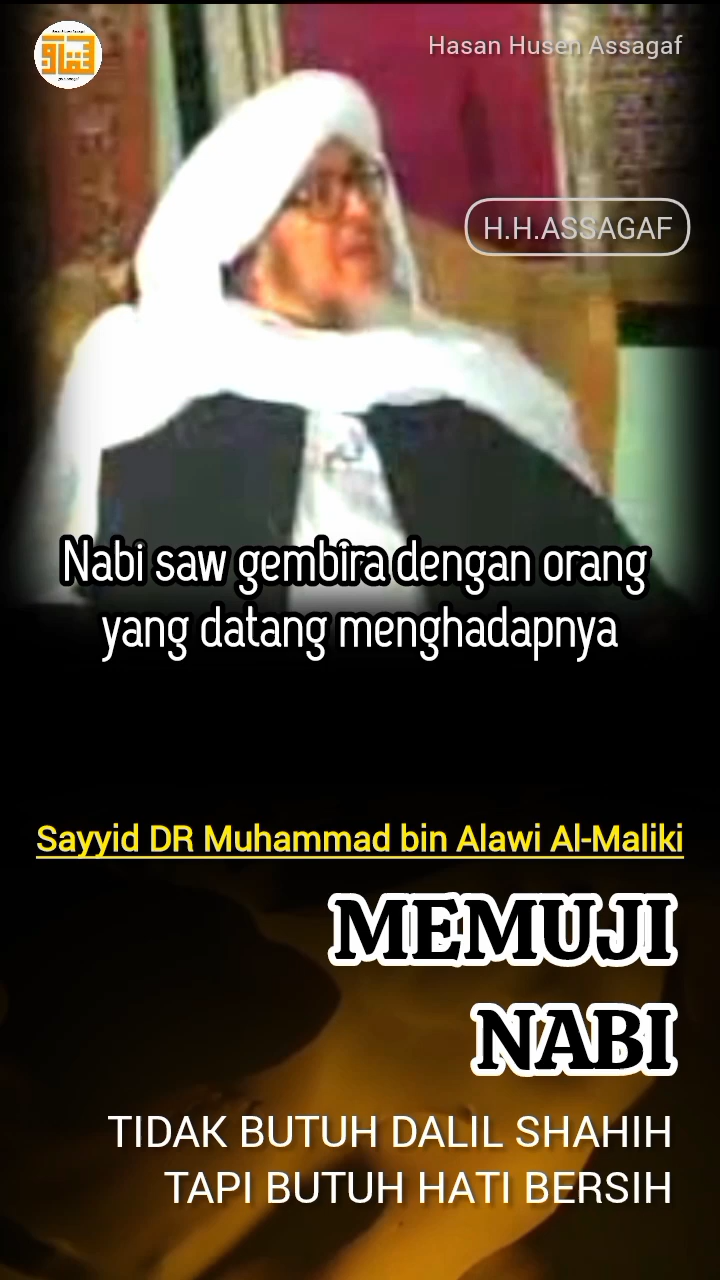 Hasan Husen Assagaf
H.H.ASSAGAF
Nabi saw gembira dengan orang
yang datang menghadapnya
Sayyid DR Muhammad bin Alawi Al-Maliki
MEMUJI
NABI
TIDAK BUTUH DALIL SHAHIH
TAPI BUTUH HATI BERSIH